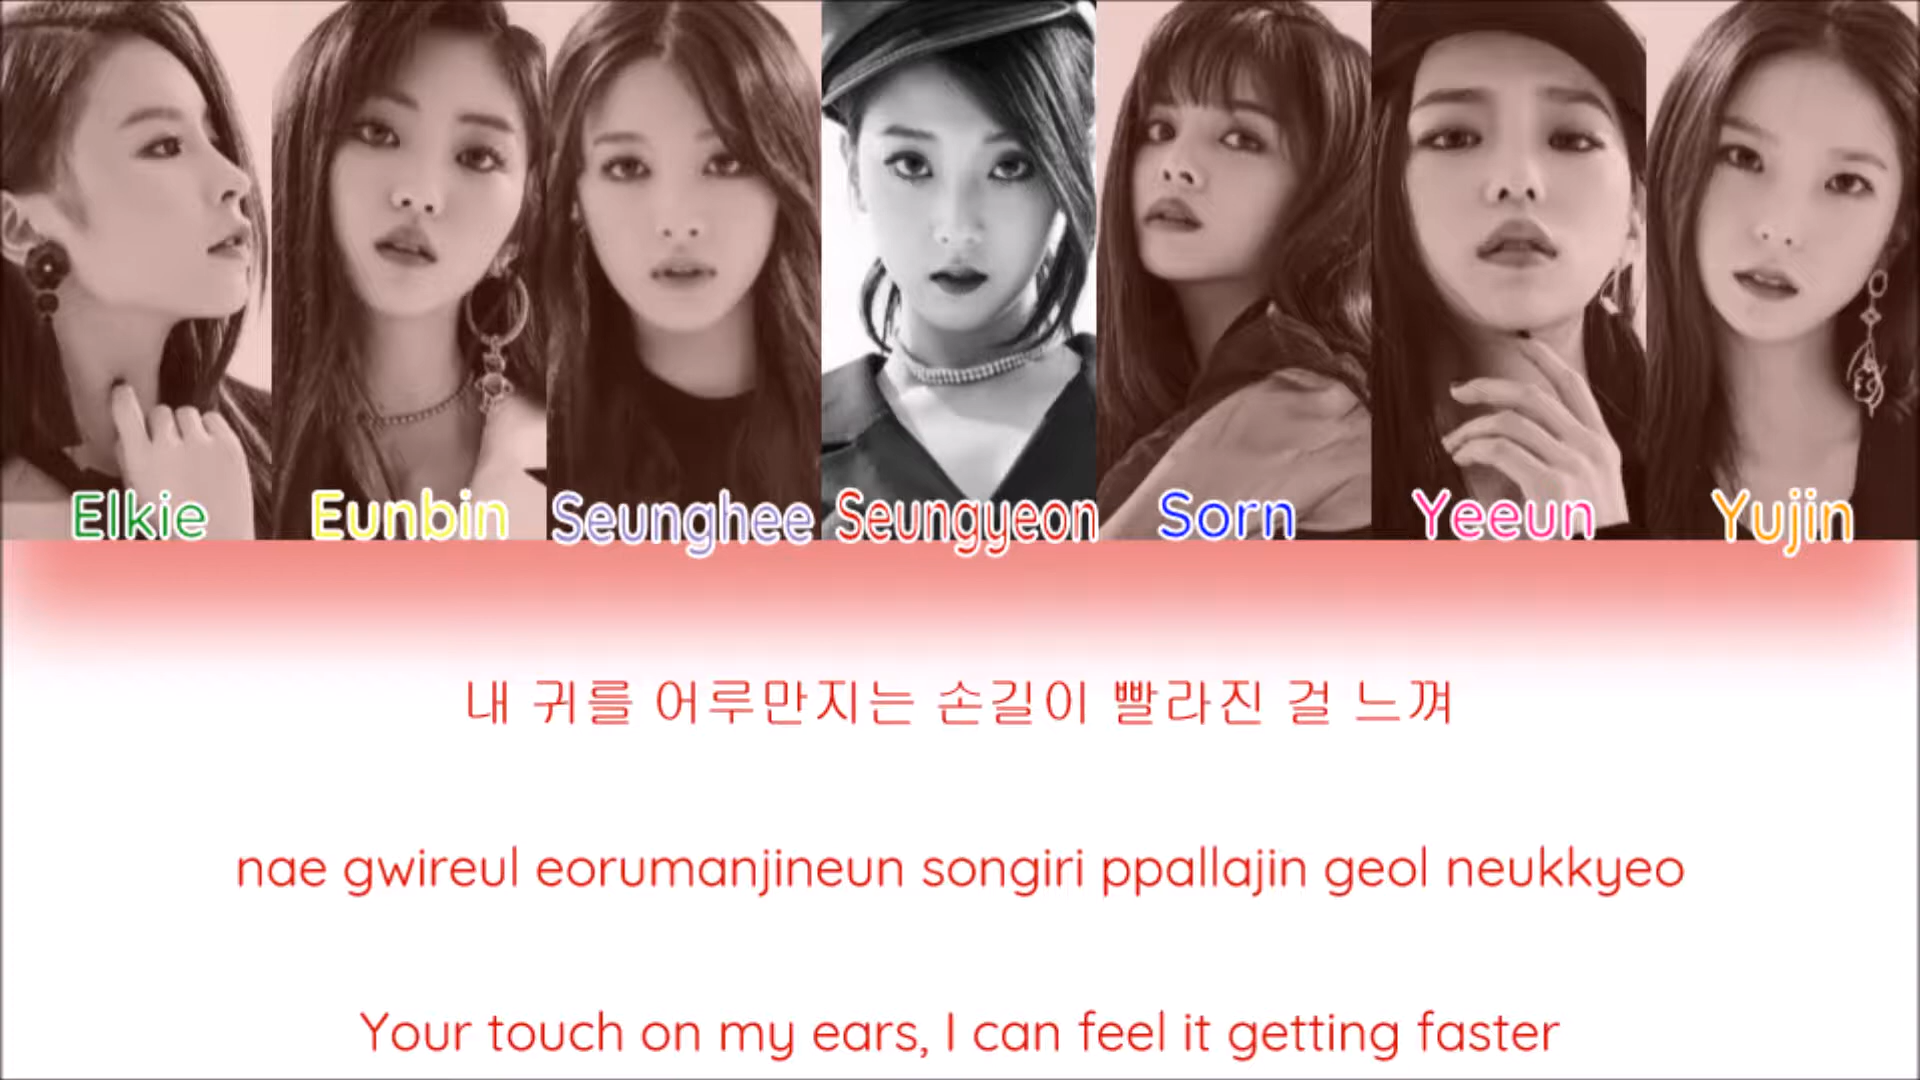 Elkie Eunbin Seunghee Seungyeon Sorn Yeeun Yujin
내 귀를 어루만지는 손길이 빨라진 걸 느껴
nae gwireul eorumanjineun songiri ppallajin geol neukkyeo
Your touch on my ears, I can feel it getting faster